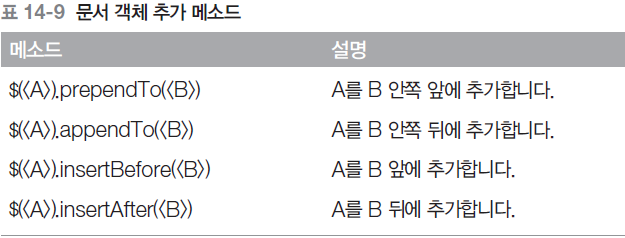 표 14-9 문서 객체 추가 메소드
메소드 설명
$(〈A〉).prependTo(〈B〉) A를 B 안쪽 앞에 추가합니다.
$(〈A〉).appendTo(〈B〉) A를 B 안쪽 뒤에 추가합니다.
$(〈A〉).insertBefore(〈B〉) A를 B 앞에 추가합니다.
$(〈A〉).insertAfter(〈B〉) A를 B 뒤에 추가합니다.